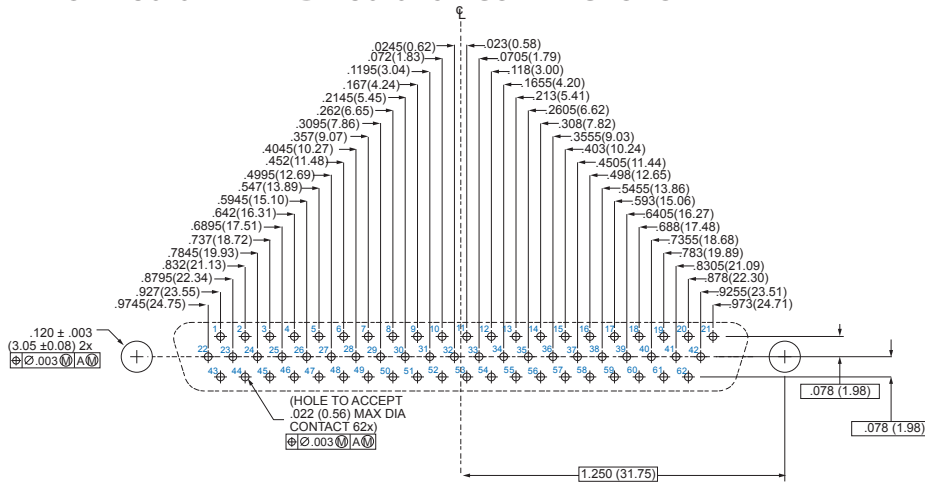 ℄
.0245(0.62) .023(0.58)
.072(1.83) .0705(1.79)
.1195(3.04) .118(3.00)
.167(4.24) .1655(4.20)
.2145(5.45) .213(5.41)
.262(6.65) .2605(6.62)
.3095(7.86) .308(7.82)
.357(9.07) .3555(9.03)
.4045(10.27) .403(10.24)
.452(11.48) .4505(11.44)
.4995(12.69) .498(12.65)
.547(13.89) .5455(13.86)
.5945(15.10) .593(15.06)
.642(16.31) .6405(16.27)
.6895(17.51) .688(17.48)
.737(18.72) .7355(18.68)
.7845(19.93) .783(19.89)
.832(21.13) .8305(21.09)
.8795(22.34) .878(22.30)
.927(23.55) .9255(23.51)
.9745(24.75) .973(24.71)
1 2 3 4 5 6 7 8 9 10 11 12 13 14 15 16 17 18 19 20 21
.120 ± .003
(3.05 ±0.08) 2x
⌖ Ø.003Ⓜ AⓂ
22 23 24 25 26 27 28 29 30 31 32 33 34 35 36 37 38 39 40 41 42
43 44 45 46 47 48 49 50 51 52 53 54 55 56 57 58 59 60 61 62
(HOLE TO ACCEPT
.022 (0.56) MAX DIA
CONTACT 62x)
⌖ Ø.003Ⓜ AⓂ
.078 (1.98)
.078 (1.98)
1.250 (31.75)